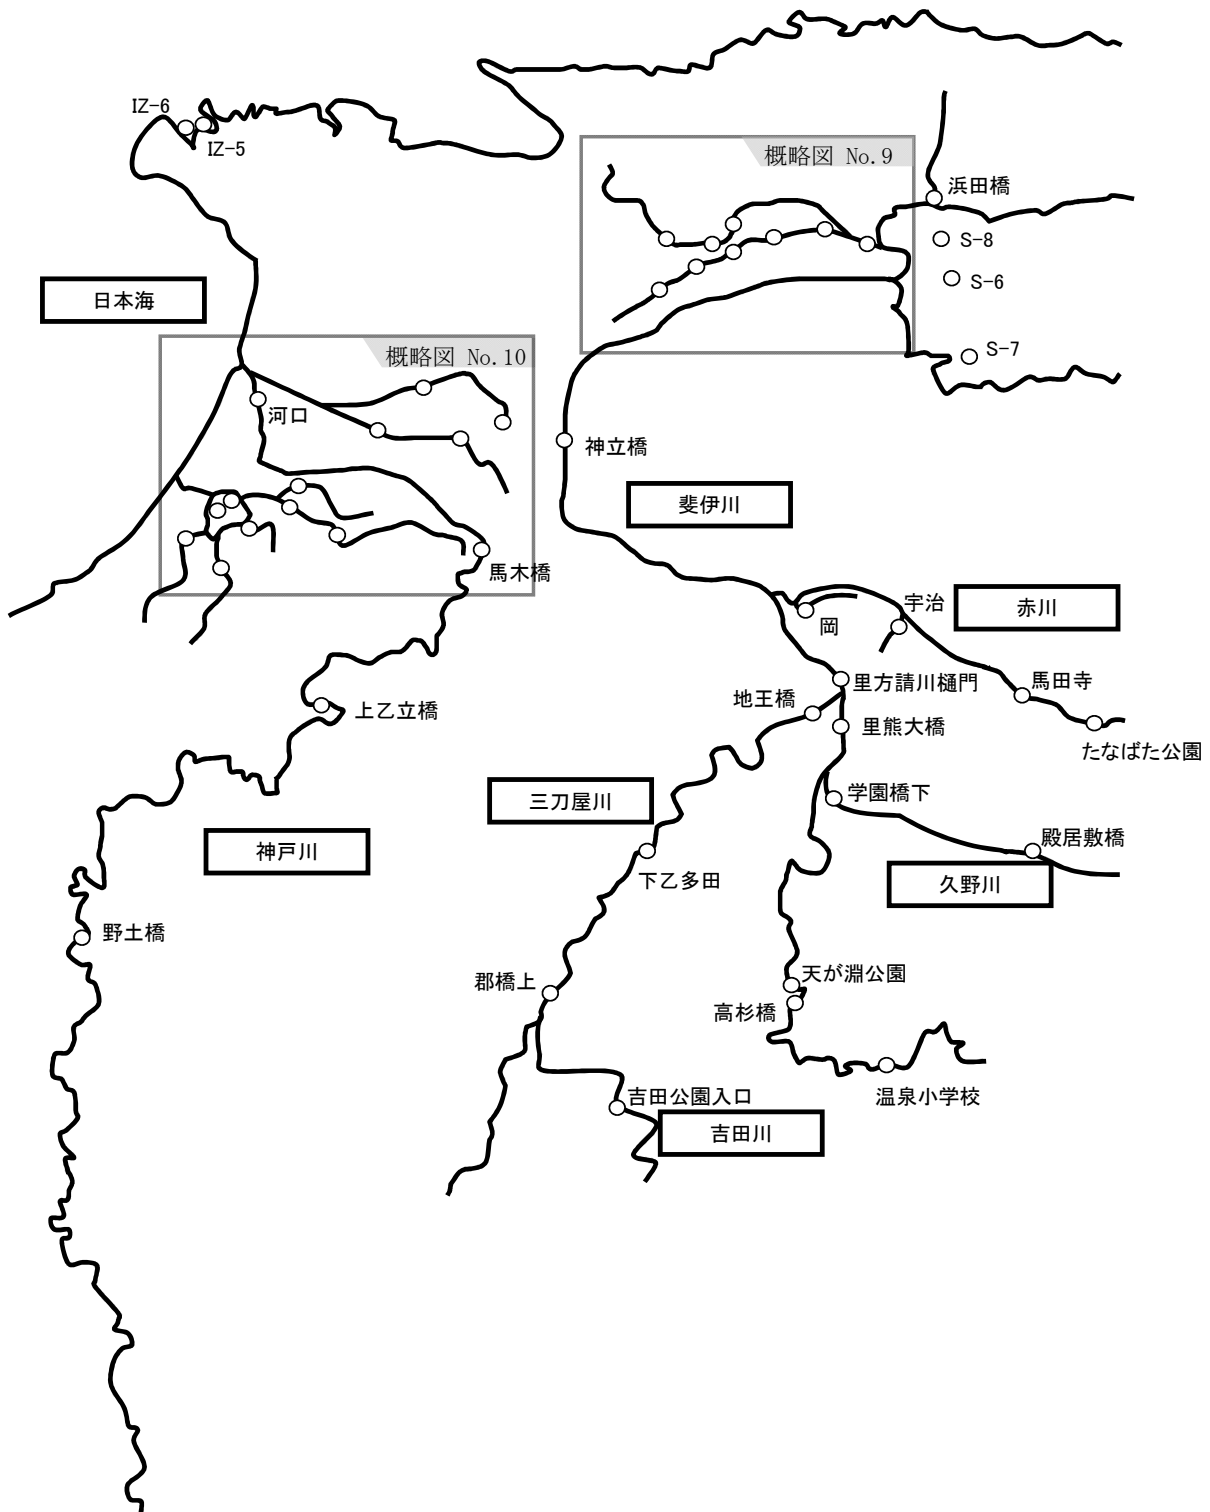 IZ-6
IZ-5
概略図 No.9
浜田橋
S-8
S-6
日本海
S-7
概略図 No.10
河口
神立橋
斐伊川
馬木橋
宇治
赤川
岡
里方請川樋門
馬田寺
地王橋
上乙立橋
里熊大橋
たなばた公園
三刀屋川
学園橋下
神戸川
殿居敷橋
下乙多田
久野川
野土橋
天が淵公園
郡橋上
高杉橋
吉田公園入口
温泉小学校
吉田川